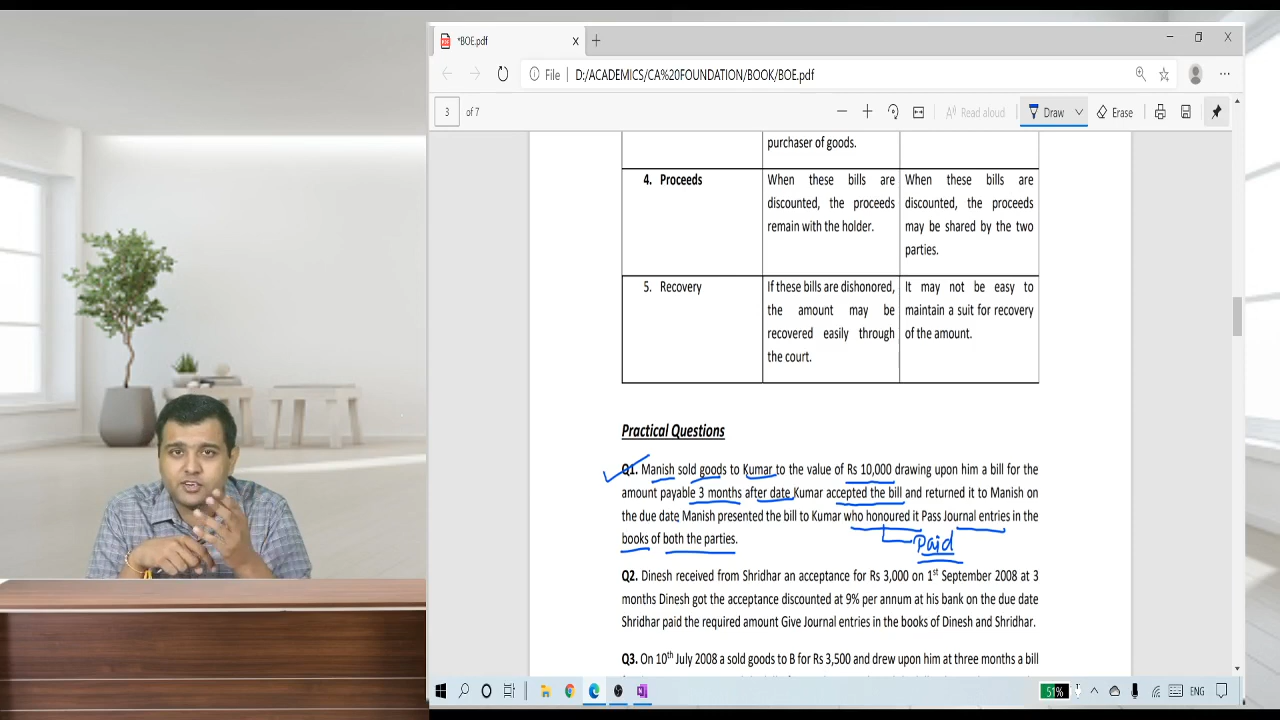 *BOE.pdf
File | D:/ACADEMICS/CA%20FOUNDATION/BOOK/BOE.pdf
3 of 7 Read aloud Draw Erase
purchaser of goods.
4. Proceeds
When these bills are
discounted, the proceeds
remain with the holder.
When these bills are
discounted, the proceeds
may be shared by the two
parties.
5. Recovery
If these bills are dishonored,
the amount may be
recovered easily through
the court.
It may not be easy to
maintain a suit for recovery
of the amount.
Practical Questions
Q1. Manish sold goods to Kumar to the value of Rs 10,000 drawing upon him a bill for the
amount payable 3 months after date Kumar accepted the bill and returned it to Manish on
the due date Manish presented the bill to Kumar who honoured it Pass Journal entries in the
books of both the parties.
Paid
Q2. Dinesh received from Shridhar an acceptance for Rs 3,000 on 1st September 2008 at 3
months Dinesh got the acceptance discounted at 9% per annum at his bank on the due date
Shridhar paid the required amount Give Journal entries in the books of Dinesh and Shridhar.
Q3. On 10th July 2008 a sold goods to B for Rs 3,500 and drew upon him at three months a bill
51%
ENG